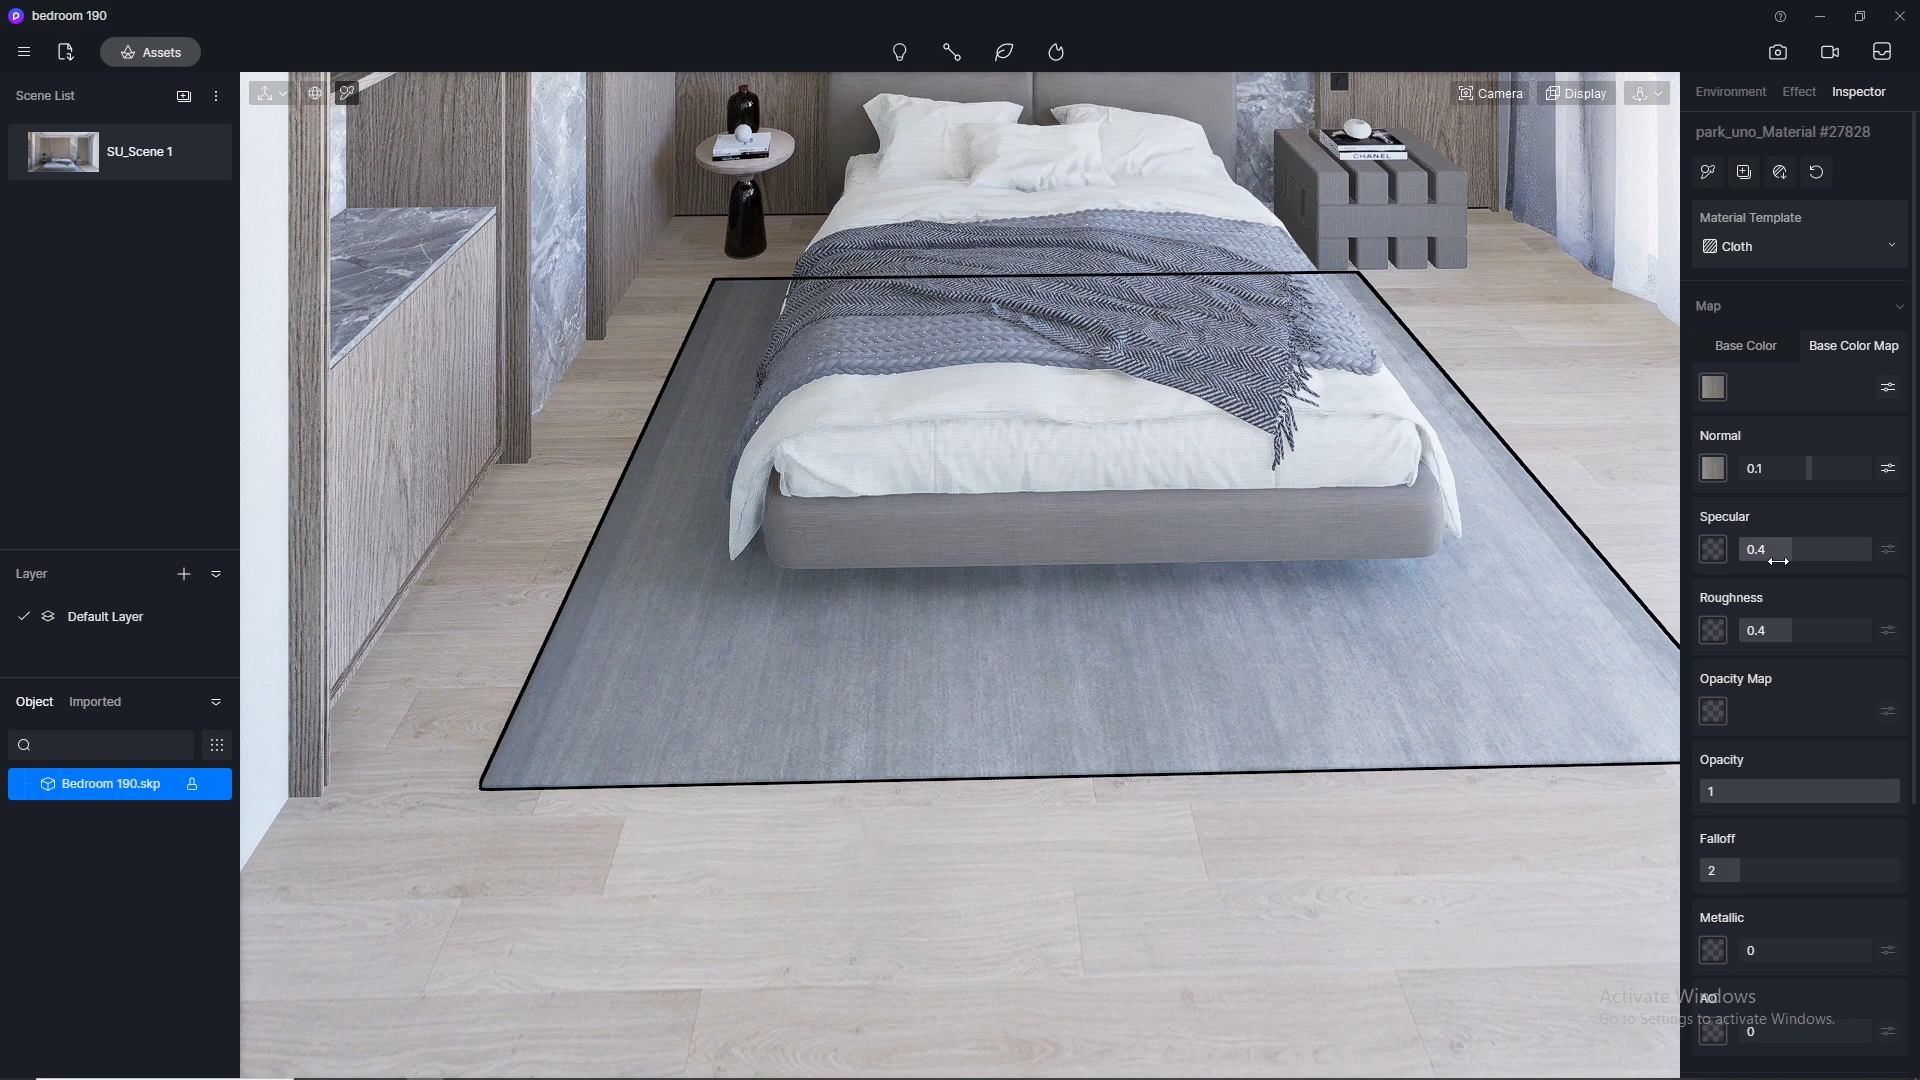 bedroom 190
Assets
Scene List
SU_Scene 1
Layer
Default Layer
Object
Imported
Bedroom 190.skp
Camera
Display
CHANEL
Environment
Effect
Inspector
park_uno_Material #27828
Material Template
Cloth
Map
Base Color
Base Color Map
Normal
0.1
Specular
0.4
Roughness
0.4
Opacity Map
Opacity
1
Falloff
2
Metallic
0
AO
0
Activate Windows
Go to Settings to activate Windows.